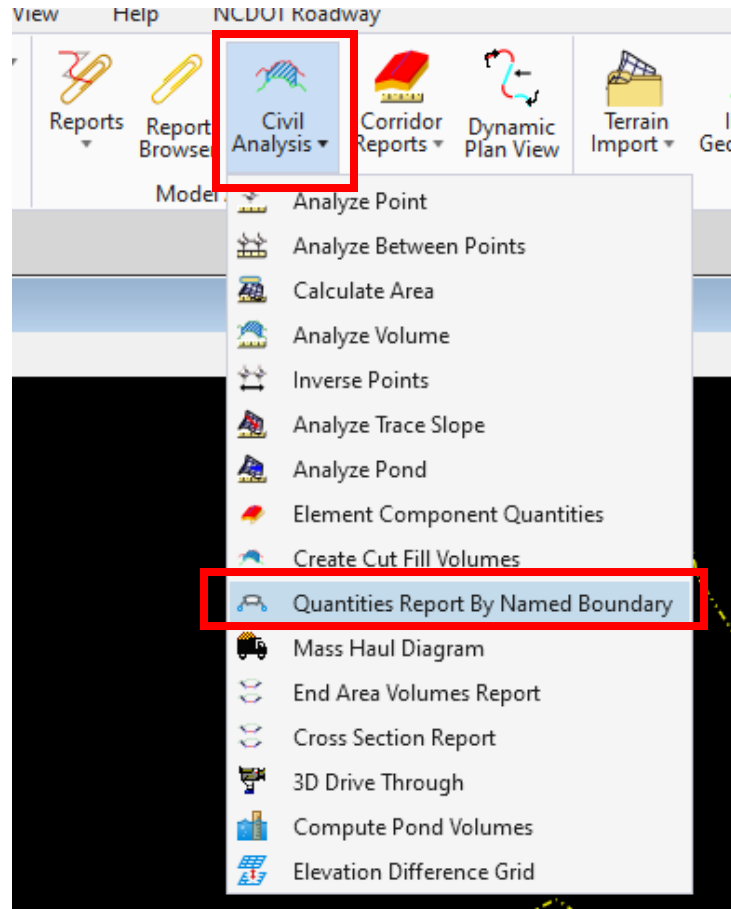 View Help NCDOT Roadway
Reports Report Civil Corridor Dynamic Terrain
Browser Analysis Reports Plan View Import
Model
Analyze Point
Analyze Between Points
Calculate Area
Analyze Volume
Inverse Points
Analyze Trace Slope
Analyze Pond
Element Component Quantities
Create Cut Fill Volumes
Quantities Report By Named Boundary
Mass Haul Diagram
End Area Volumes Report
Cross Section Report
3D Drive Through
Compute Pond Volumes
Elevation Difference Grid